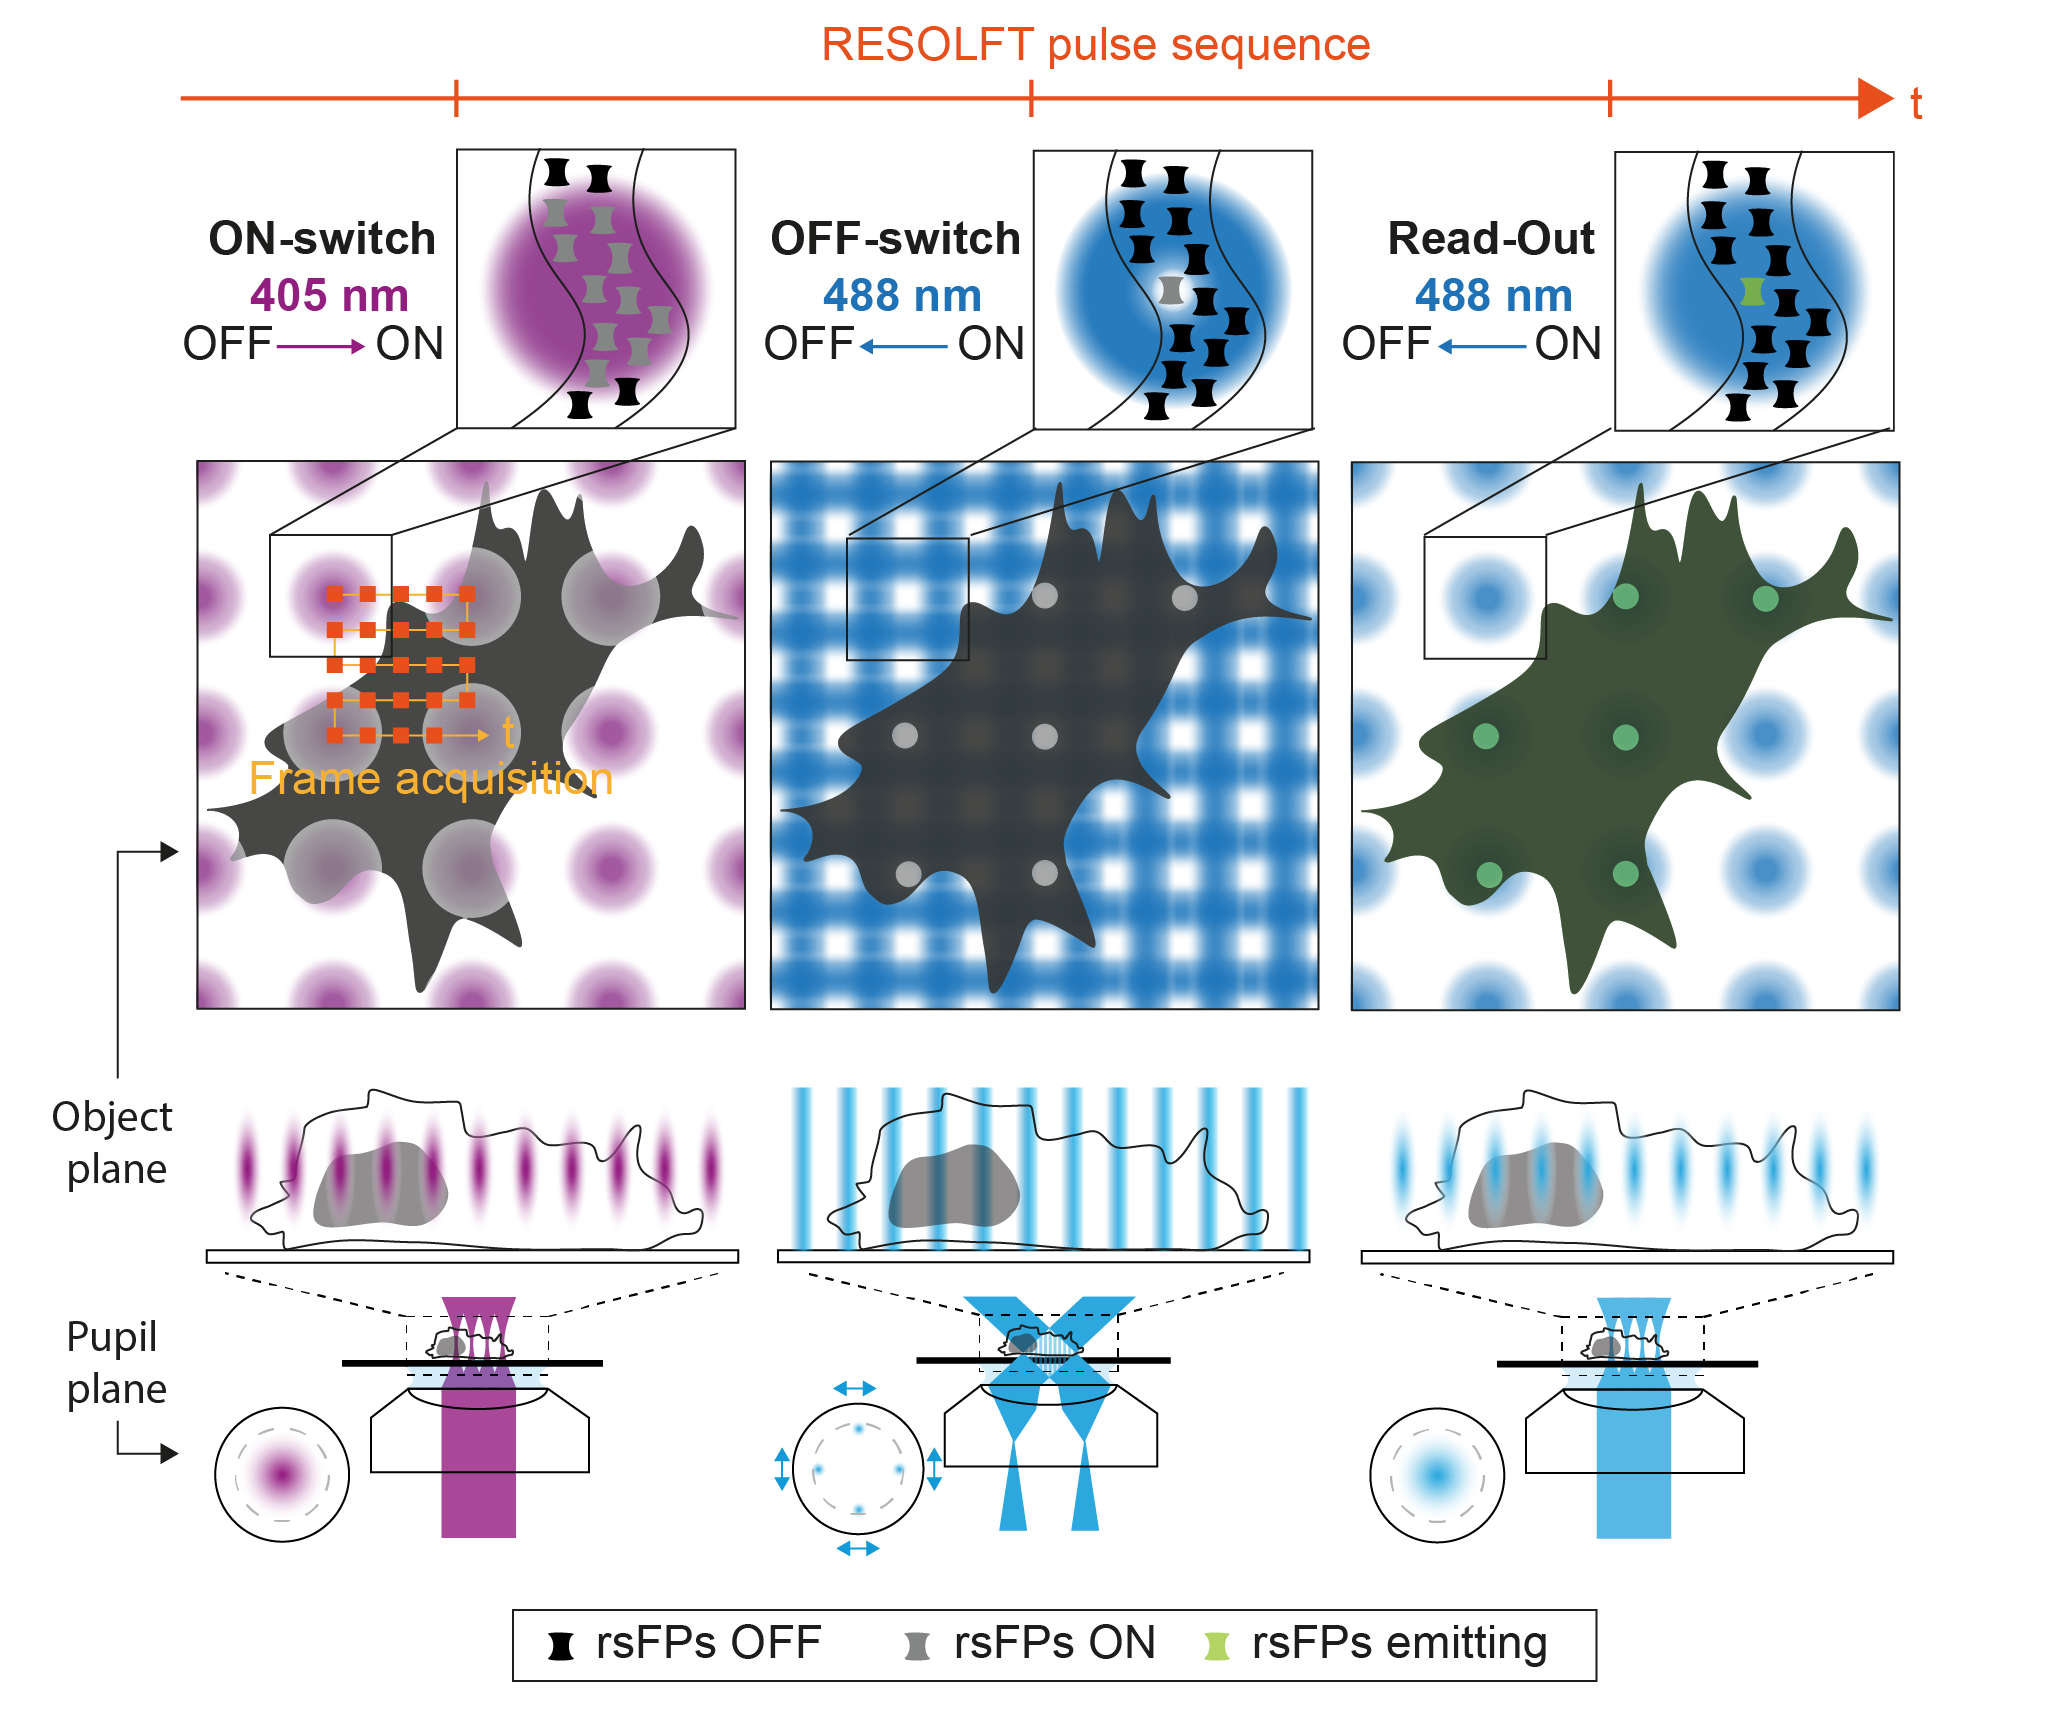 RESOLFT pulse sequence
t
ON-switch
405 nm
OFF ON
OFF-switch
488 nm
OFF ON
Read-Out
488 nm
OFF ON
t
Frame acquisition
Object
plane
Pupil
plane
rsFPs OFF rsFPs ON rsFPs emitting